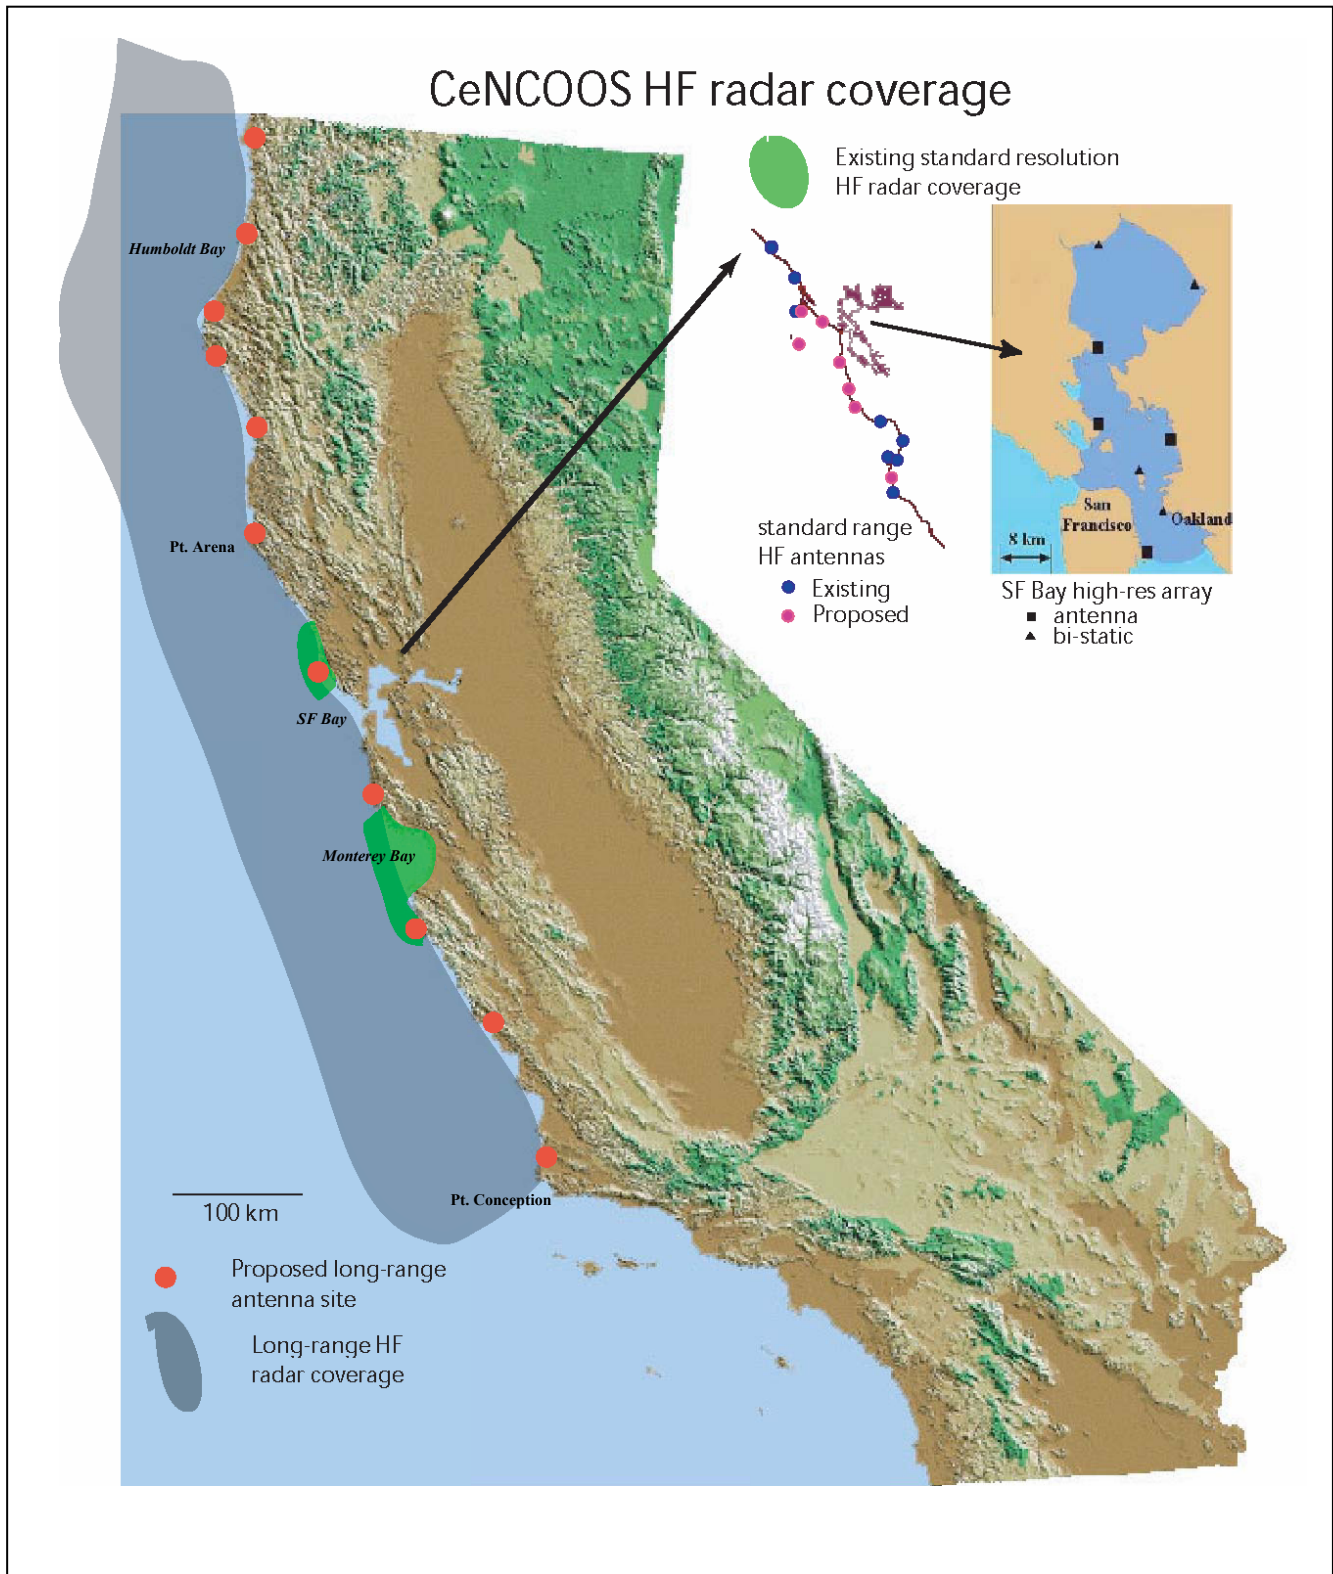 CeNCOOS HF radar coverage
Existing standard resolution
HF radar coverage
Humboldt Bay
San
Francisco
Oakland
8 km
standard range
HF antennas
Existing
Proposed
SF Bay high-res array
antenna
bi-static
Pt. Arena
SF Bay
Monterey Bay
Pt. Conception
100 km
Proposed long-range
antenna site
Long-range HF
radar coverage